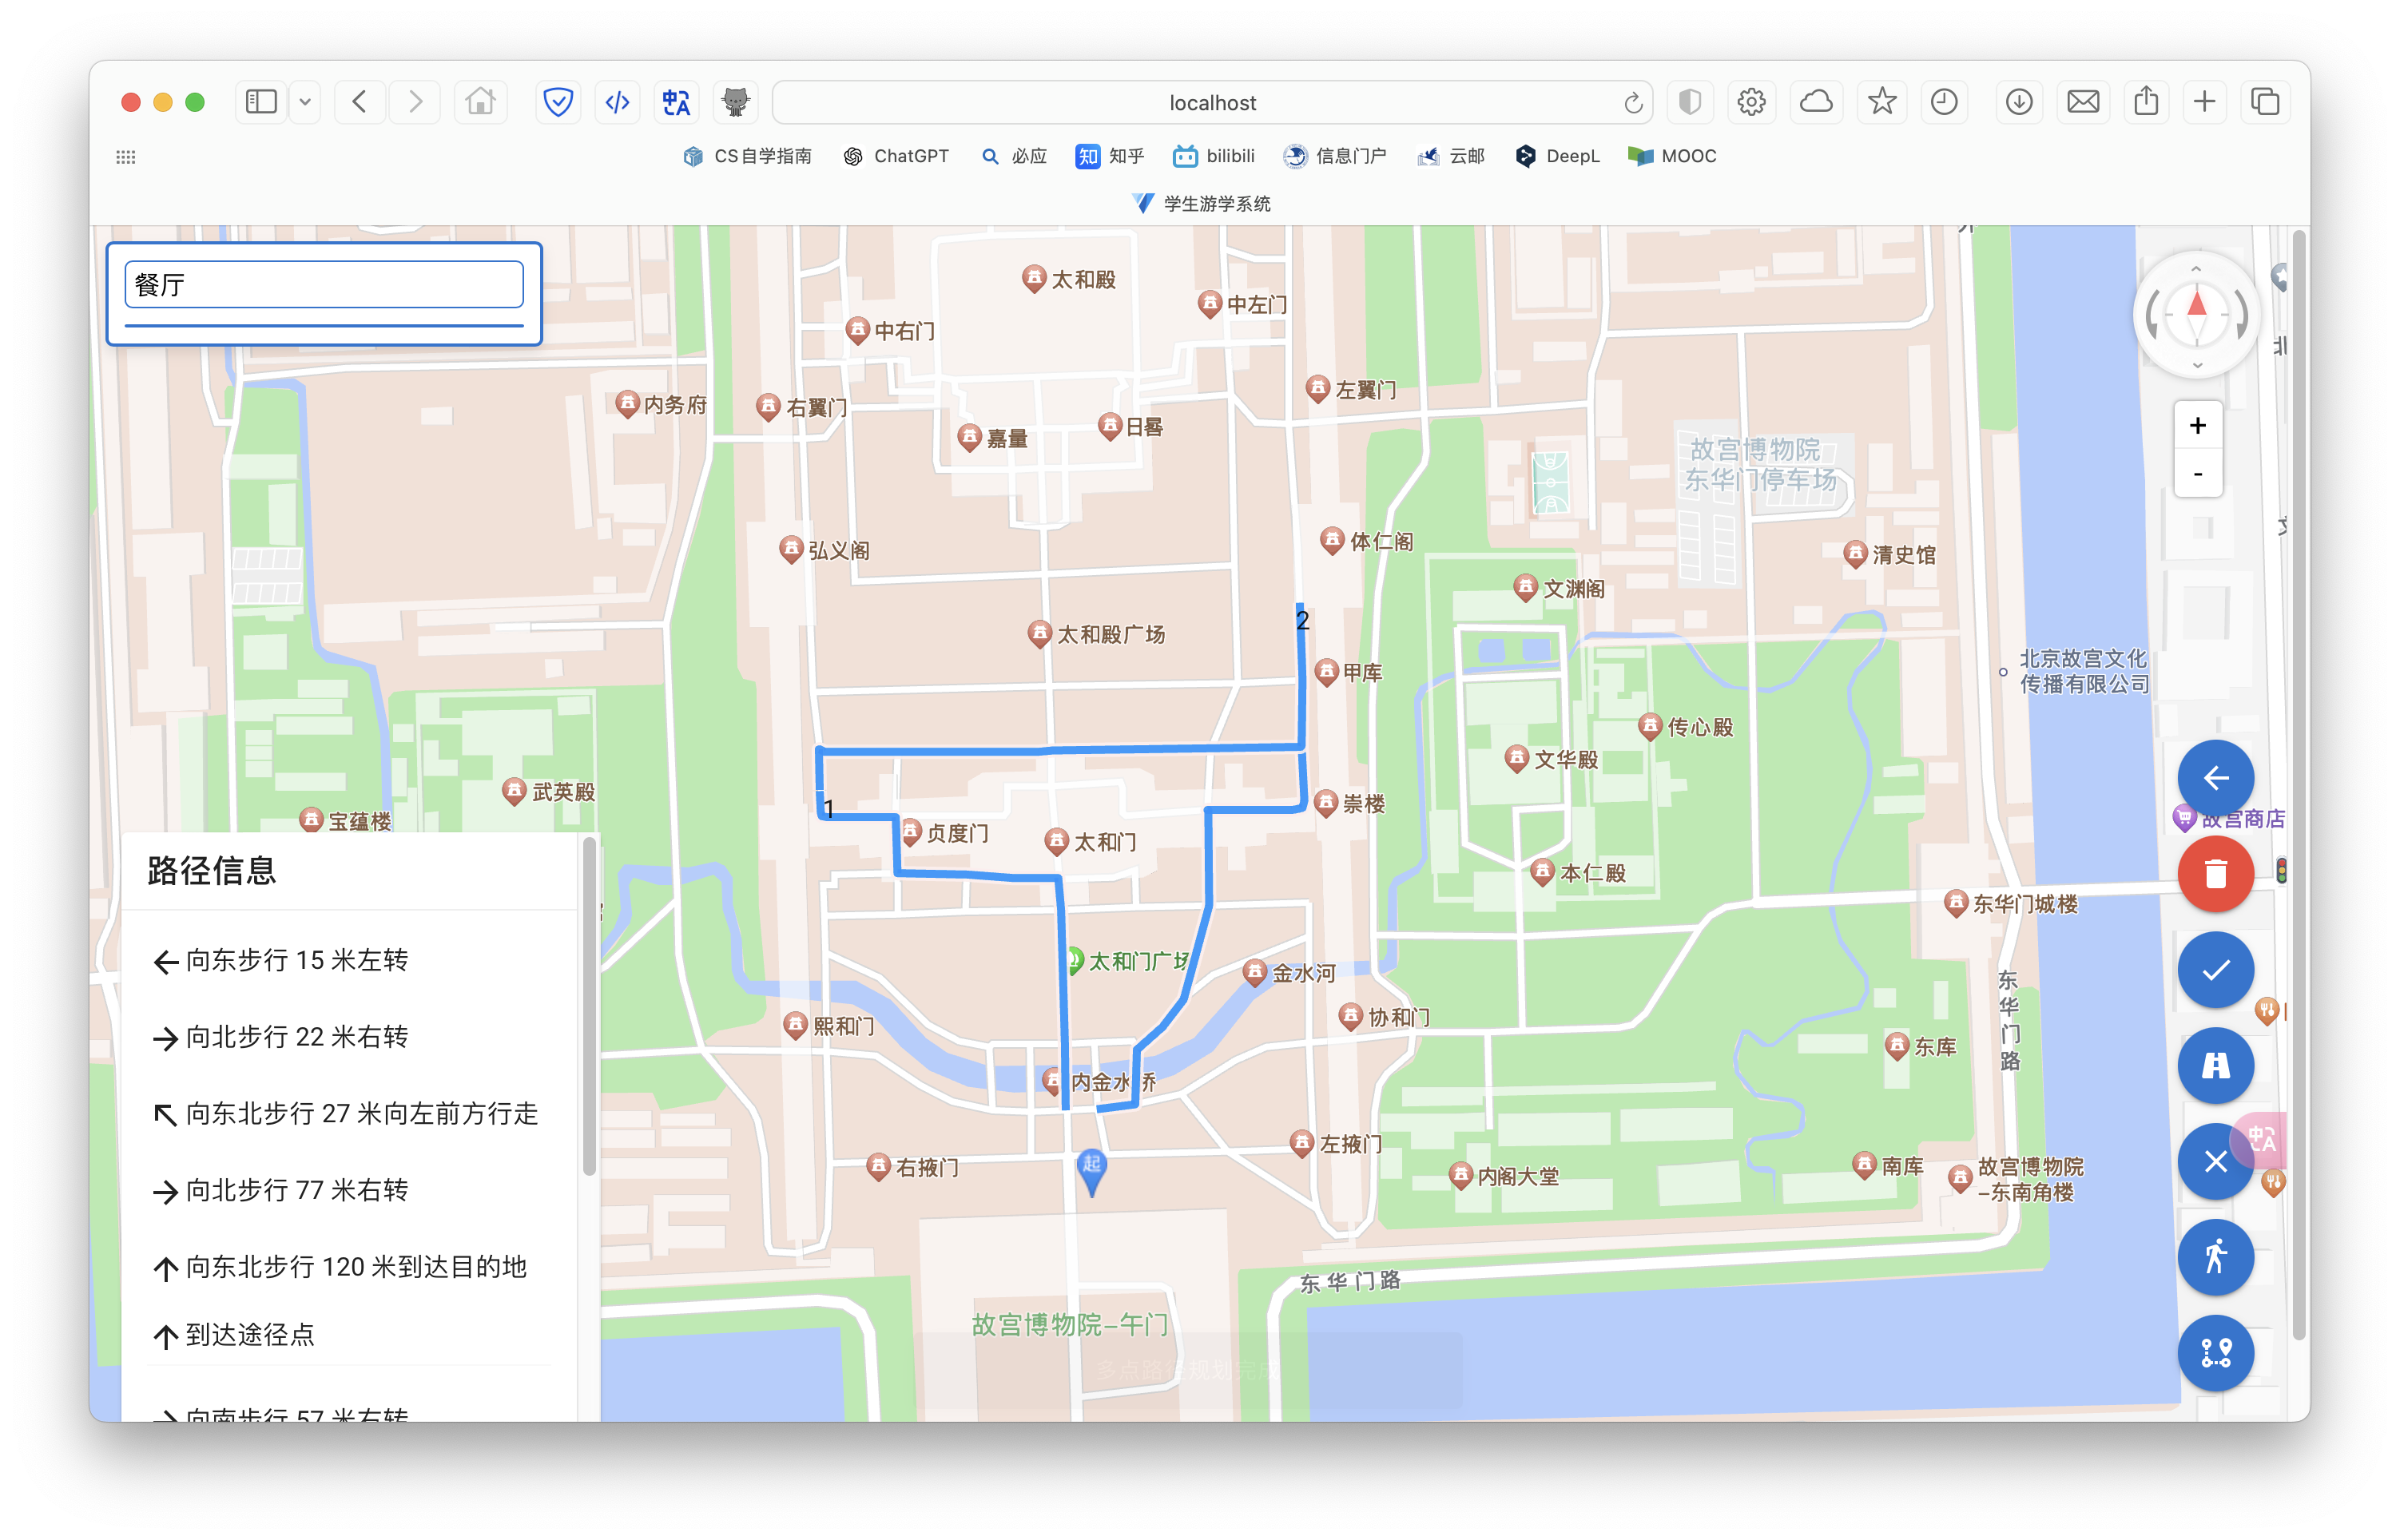 localhost
CS自学指南
ChatGPT
必应
知乎
bilibili
信息门户
云邮
DeepL
MOOC
学生游学系统
餐厅
太和殿
中左门
中右门
内务府
右翼门
左翼门
嘉量
日晷
故宫博物院
东华门停车场
弘义阁
体仁阁
清史馆
文渊阁
2
太和殿广场
甲库
北京故宫文化
传播有限公司
传心殿
文华殿
武英殿
宝蕴楼
1
崇楼
故宫商店
贞度门
太和门
本仁殿
东华门城楼
太和门广场
金水河
熙和门
协和门
东华门路
东库
内金水桥
左掖门
右掖门
起
内阁大堂
南库
故宫博物院
-东南角楼
东华门路
故宫博物院-午门
多点路径规划完成
+
-
路径信息
向东步行 15 米左转
向北步行 22 米右转
向东北步行 27 米向左前方行走
向北步行 77 米右转
向东北步行 120 米到达目的地
到达途径点
向南步行 57 米右转